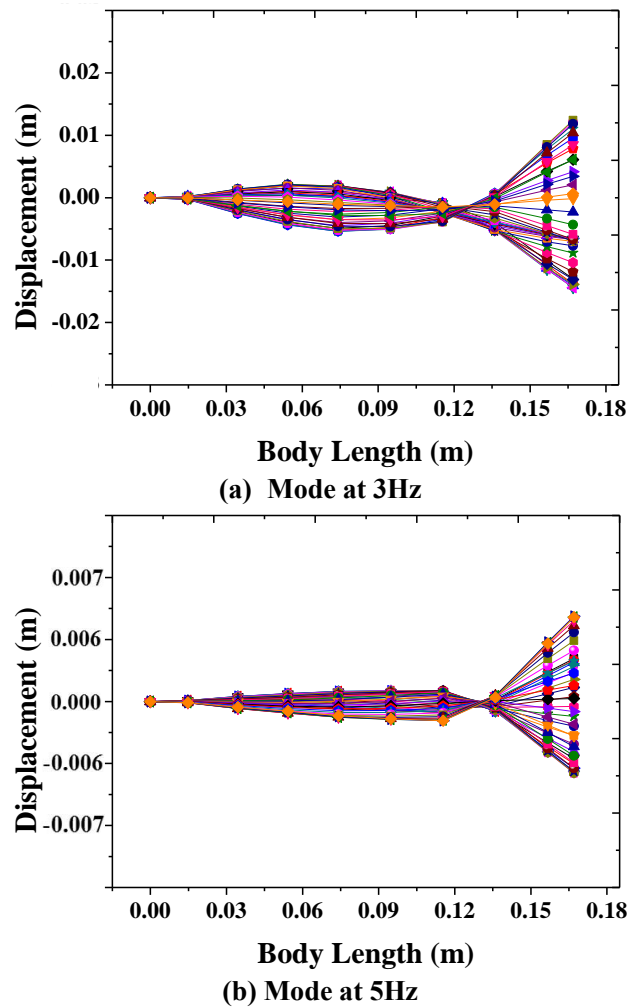 0.02
0.01
0.00
-0.01
-0.02
Displacement (m)
0.00 0.03 0.06 0.09 0.12 0.15 0.18
Body Length (m)
(a) Mode at 3Hz
0.007
0.006
0.000
-0.006
-0.007
Displacement (m)
0.00 0.03 0.06 0.09 0.12 0.15 0.18
Body Length (m)
(b) Mode at 5Hz